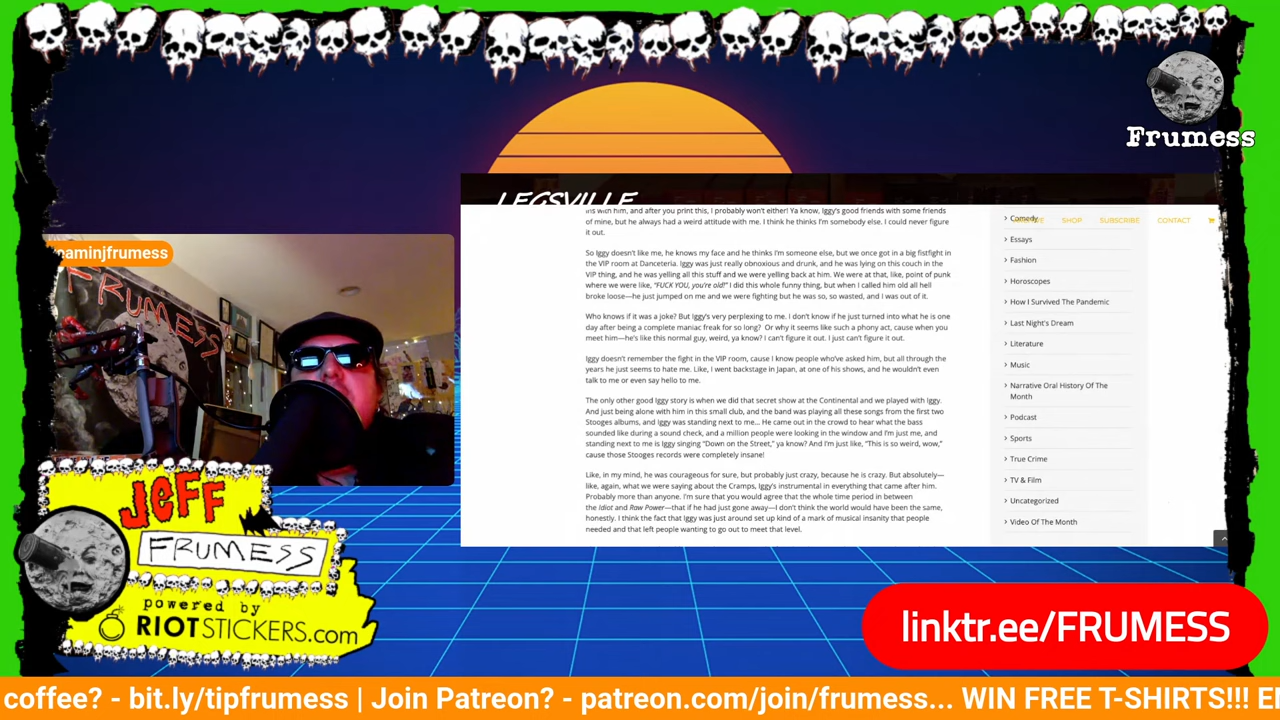 Frumess
LEGSVILLE
with him, and after you print this, I probably won't either! Ya know, Iggy's good friends with some friends
of mine, but he always had a weird attitude with me. I think he thinks I'm somebody else. I could never figure
it out.
So Iggy doesn't like me, he knows my face and he thinks I'm someone else, but we once got in a big fistfight in
the VIP room at Danceteria. Iggy was just really obnoxious and drunk, and he was lying on this couch in the
VIP thing, and he was yelling all this stuff and we were yelling back at him. We were at that, like, point of punk
where we were like, "FUCK YOU, you're old!" I did this whole funny thing, but when I called him old all hell
broke loose—he just jumped on me and we were fighting but he was so, so wasted, and I was out of it.
Who knows if it was a joke? But Iggy's very perplexing to me. I don't know if he just turned into what he is one
day after being a complete maniac freak for so long? Or why it seems like such a phony act, cause when you
meet him—he's like this normal guy, weird, ya know? I can't figure it out. I just can't figure it out.
Iggy doesn't remember the fight in the VIP room, cause I know people who've asked him, but all through the
years he just seems to hate me. Like, I went backstage in Japan, at one of his shows, and he wouldn't even
talk to me or even say hello to me.
The only other good Iggy story is when we did that secret show at the Continental and we played with Iggy.
And just being alone with him in this small club, and the band was playing all these songs from the first two
Stooges albums, and Iggy was standing next to me... He came out in the crowd to hear what the bass
sounded like during a sound check, and a million people were looking in the window and I'm just me, and
standing next to me is Iggy singing "Down on the Street," ya know? And I'm just like, "This is so weird, wow,"
cause those Stooges records were completely insane!
Like, in my mind, he was courageous for sure, but probably just crazy, because he is crazy. But absolutely—
like, again, what we were saying about the Cramps, Iggy's instrumental in everything that came after him.
Probably more than anyone. I'm sure that you would agree that the whole time period in between
the Idiot and Raw Power—that if he had just gone away—I don't think the world would have been the same,
honestly. I think the fact that Iggy was just around set up kind of a mark of musical insanity that people
needed and that left people wanting to go out to meet that level.
SHOP SUBSCRIBE CONTACT
Comedy
Essays
Fashion
Horoscopes
How I Survived The Pandemic
Last Night's Dream
Literature
Music
Narrative Oral History Of The
Month
Podcast
Sports
True Crime
TV & Film
Uncategorized
Video Of The Month
aminjfrumess
FRUMESS
JEFF
FRUMESS
powered by
RIOTSTICKERS.com
linktr.ee/FRUMESS
coffee? - bit.ly/tipfrumess | Join Patreon? - patreon.com/join/frumess... WIN FREE T-SHIRTS!!!